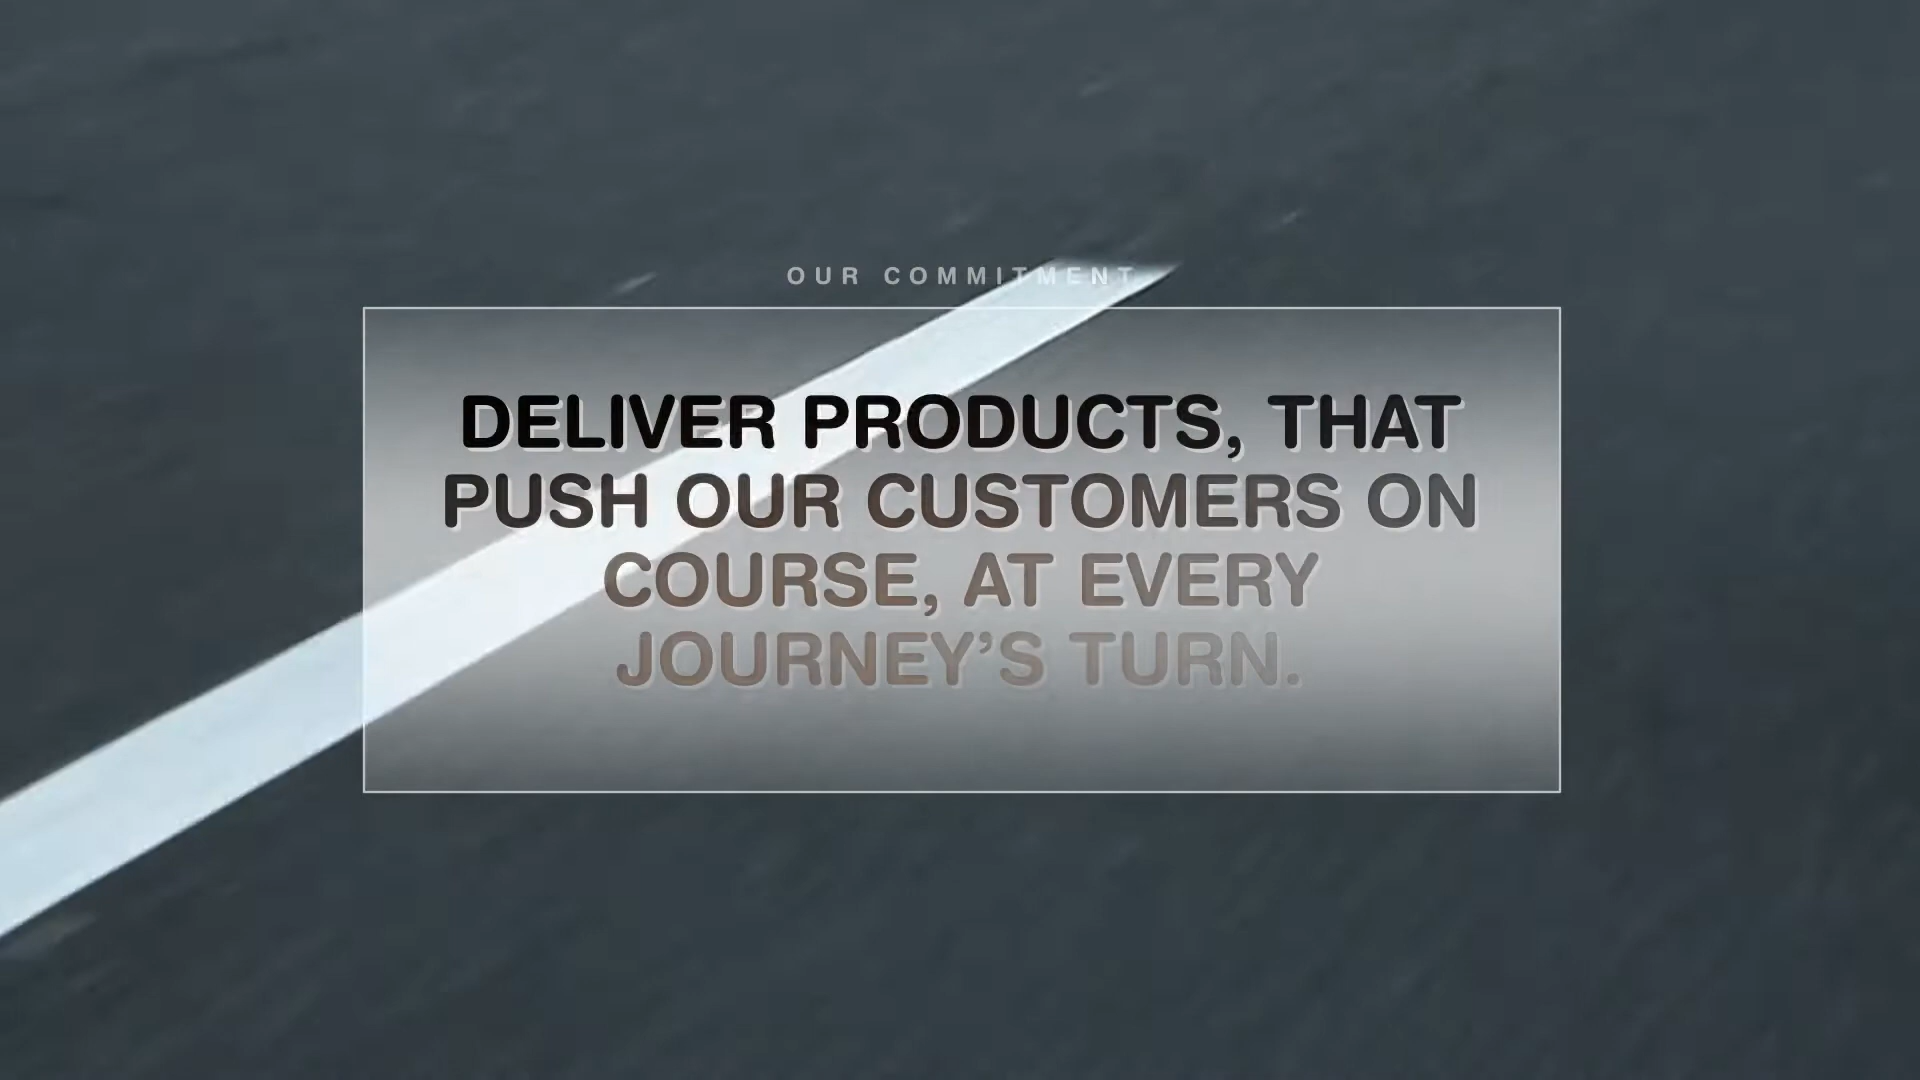 OUR COMMITMENT
DELIVER PRODUCTS, THAT
PUSH OUR CUSTOMERS ON
COURSE, AT EVERY
JOURNEY’S TURN.